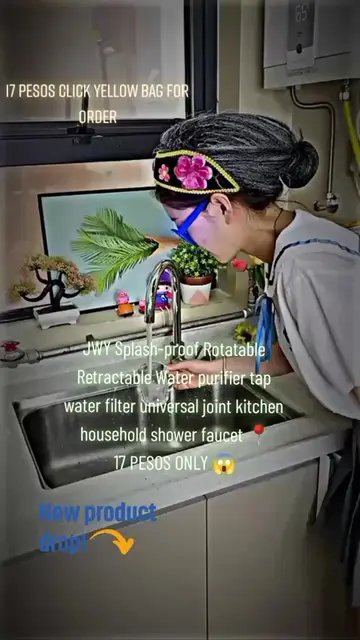 17 PESOS CLICK YELLOW BAG FOR
ORDER
JWY Splash-proof Rotatable
Retractable Water purifier tap
water filter universal joint kitchen
household shower faucet 📍
17 PESOS ONLY 😱
New product
drop!